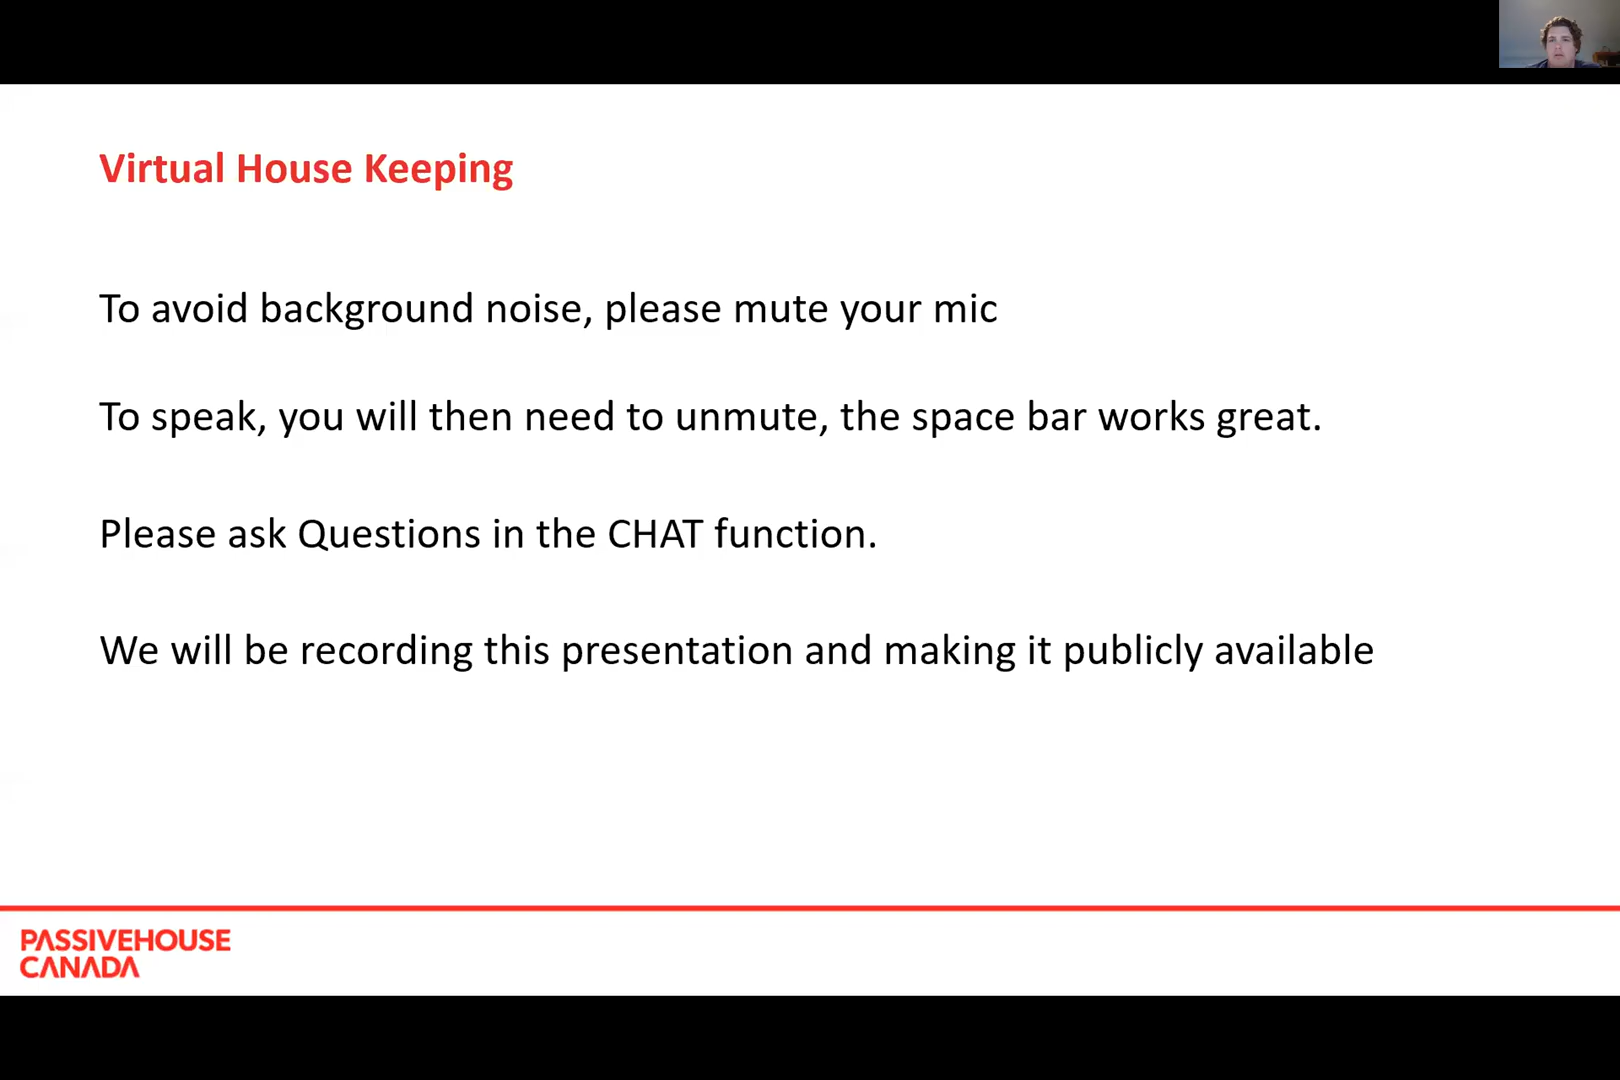 Virtual House Keeping
To avoid background noise, please mute your mic
To speak, you will then need to unmute, the space bar works great.
Please ask Questions in the CHAT function.
We will be recording this presentation and making it publicly available
PASSIVEHOUSE
CANADA